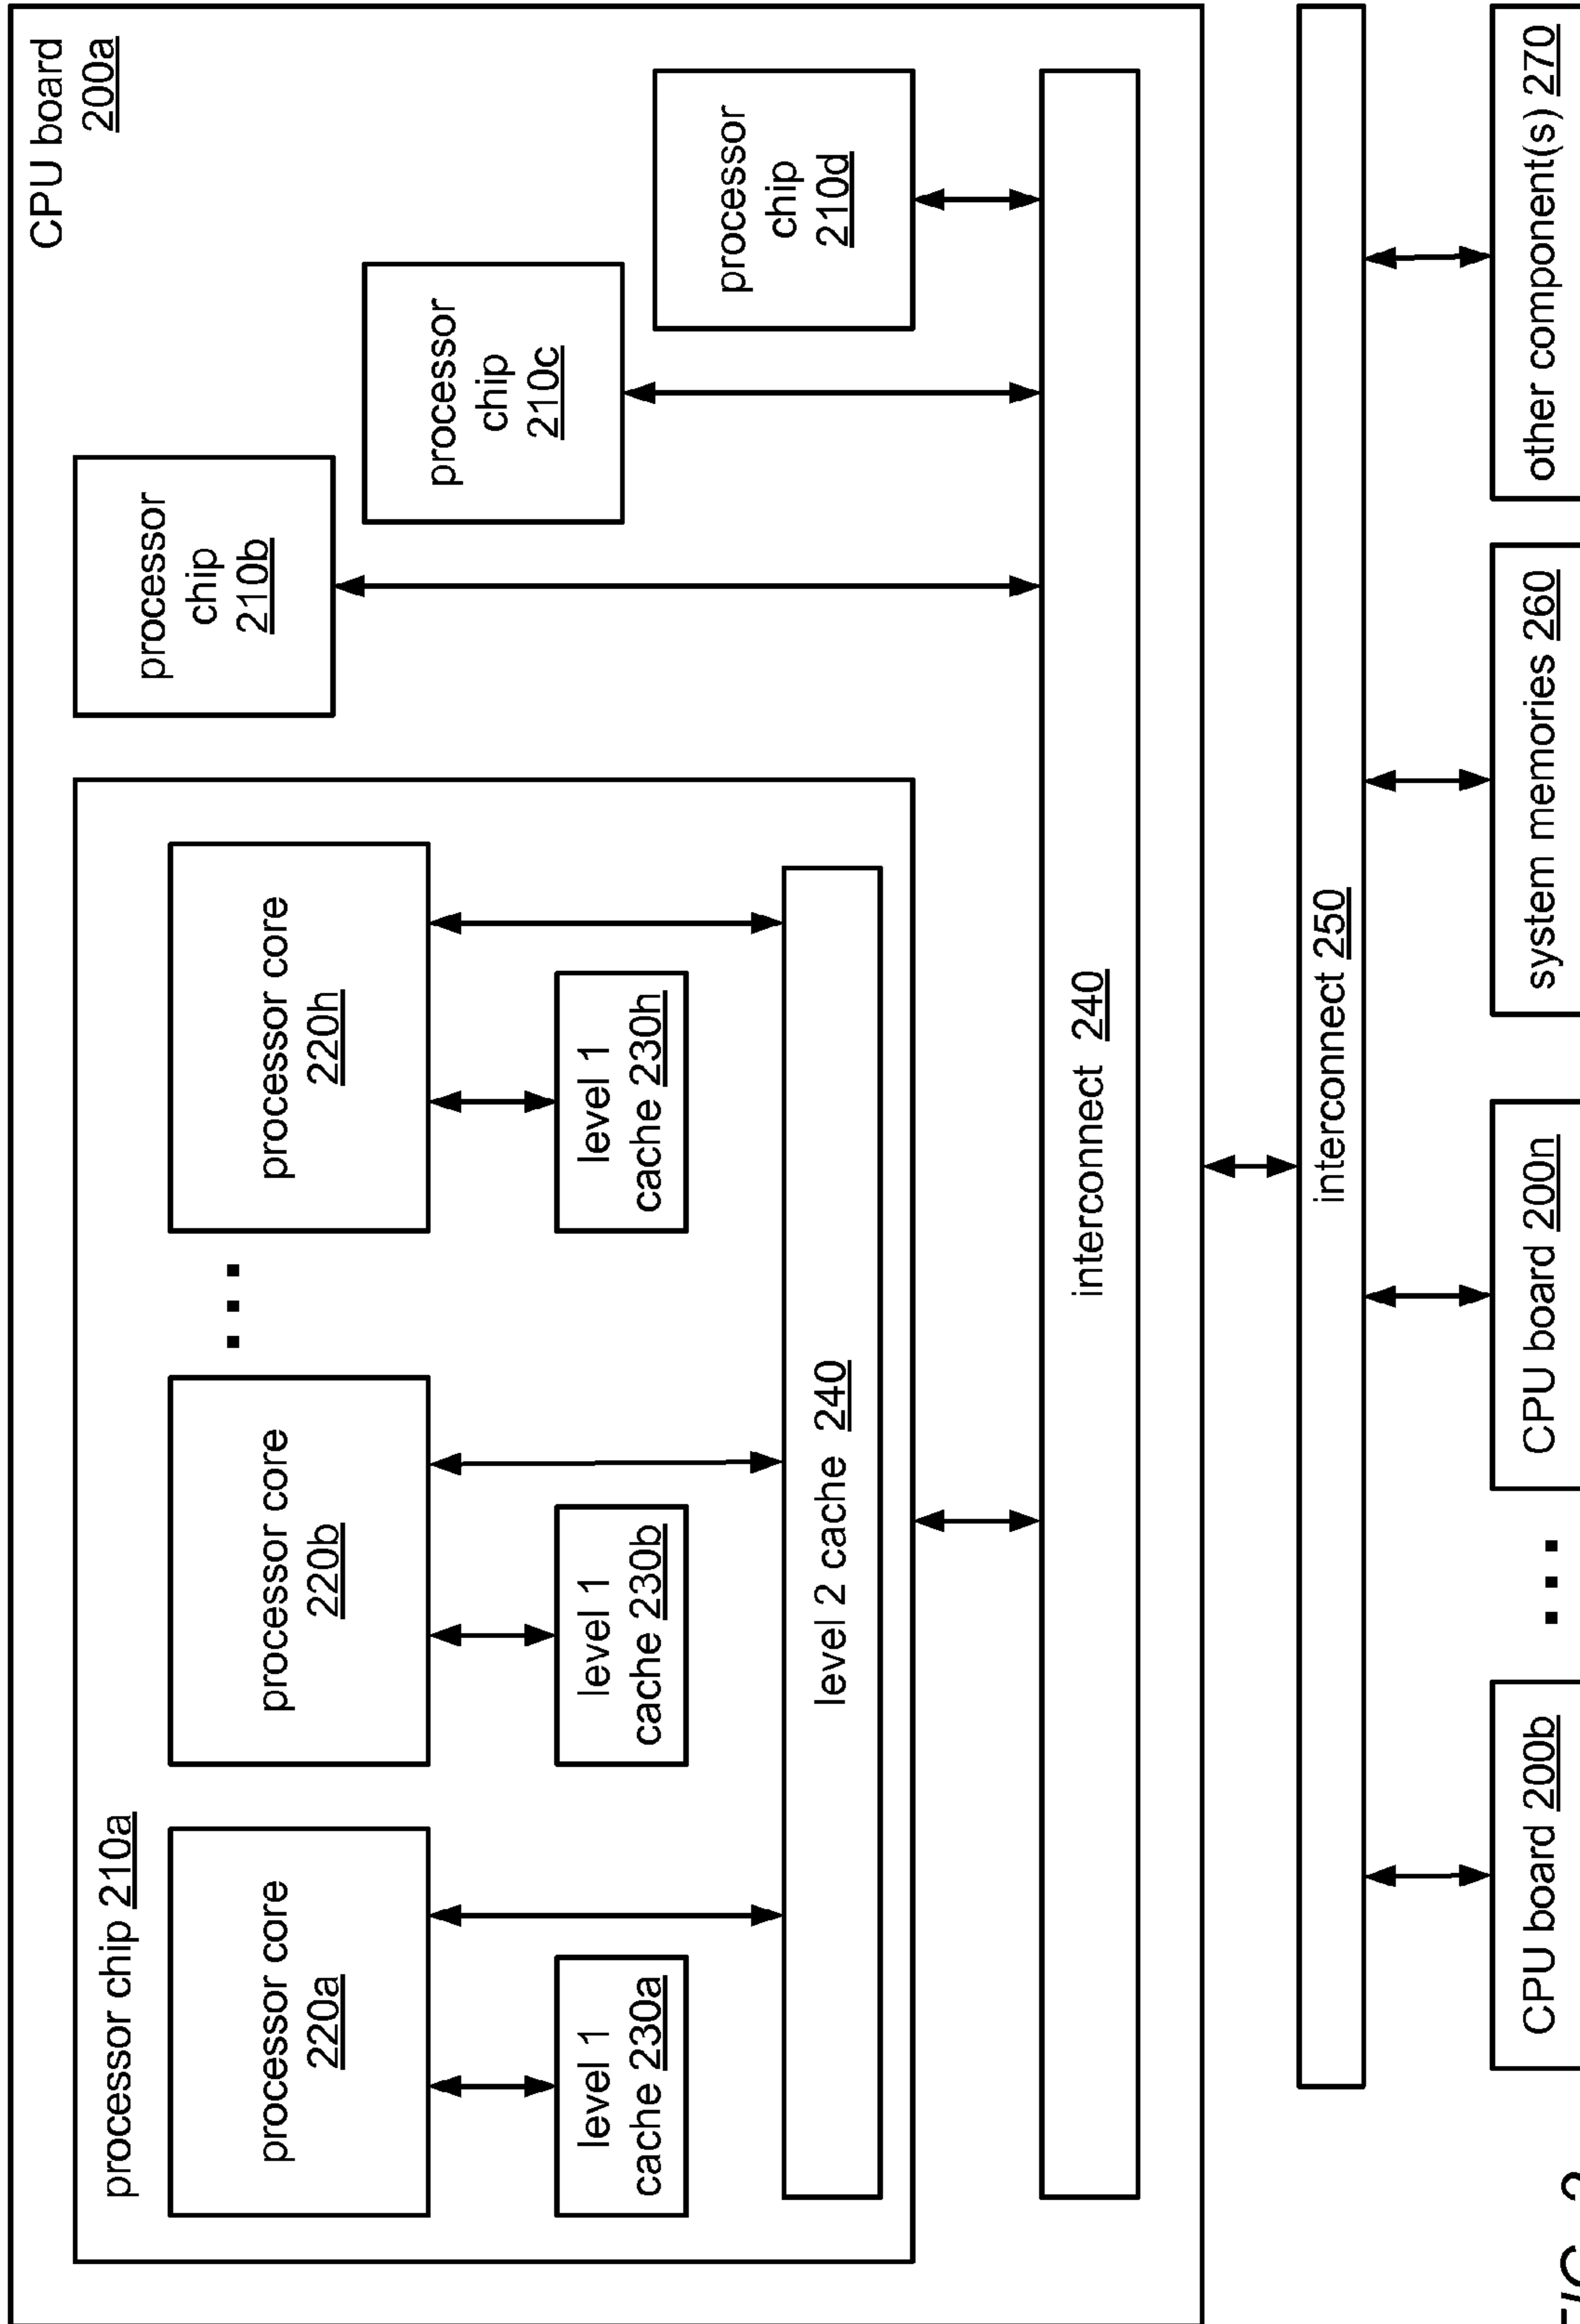 CPU board
200a
processor chip 210a
processor core
220a
processor core
220b
...
processor core
220h
level 1
cache 230a
level 1
cache 230b
level 1
cache 230h
level 2 cache 240
processor
chip
210b
processor
chip
210c
processor
chip
210d
interconnect 240
interconnect 250
CPU board 200b
...
CPU board 200n
system memories 260
other component(s) 270
FIG.